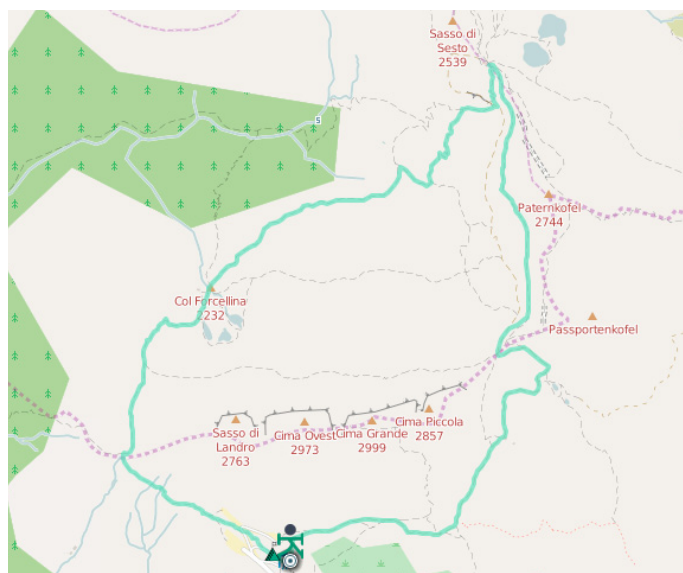 Sasso di
Sesto
2539
5
Paternkofel
2744
Col Forcellina
2232
Passportenkofel
Sasso di
Landro
2763
Cima Ovest
2973
Cima Grande
2999
Cima Piccola
2857